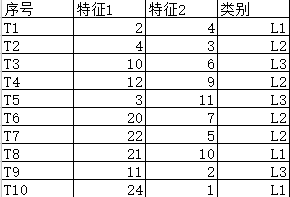 序号 特征1 特征2 类别
T1 2 4 L1
T2 4 3 L2
T3 10 6 L3
T4 12 9 L2
T5 3 11 L3
T6 20 7 L2
T7 22 5 L2
T8 21 10 L1
T9 11 2 L3
T10 24 1 L1